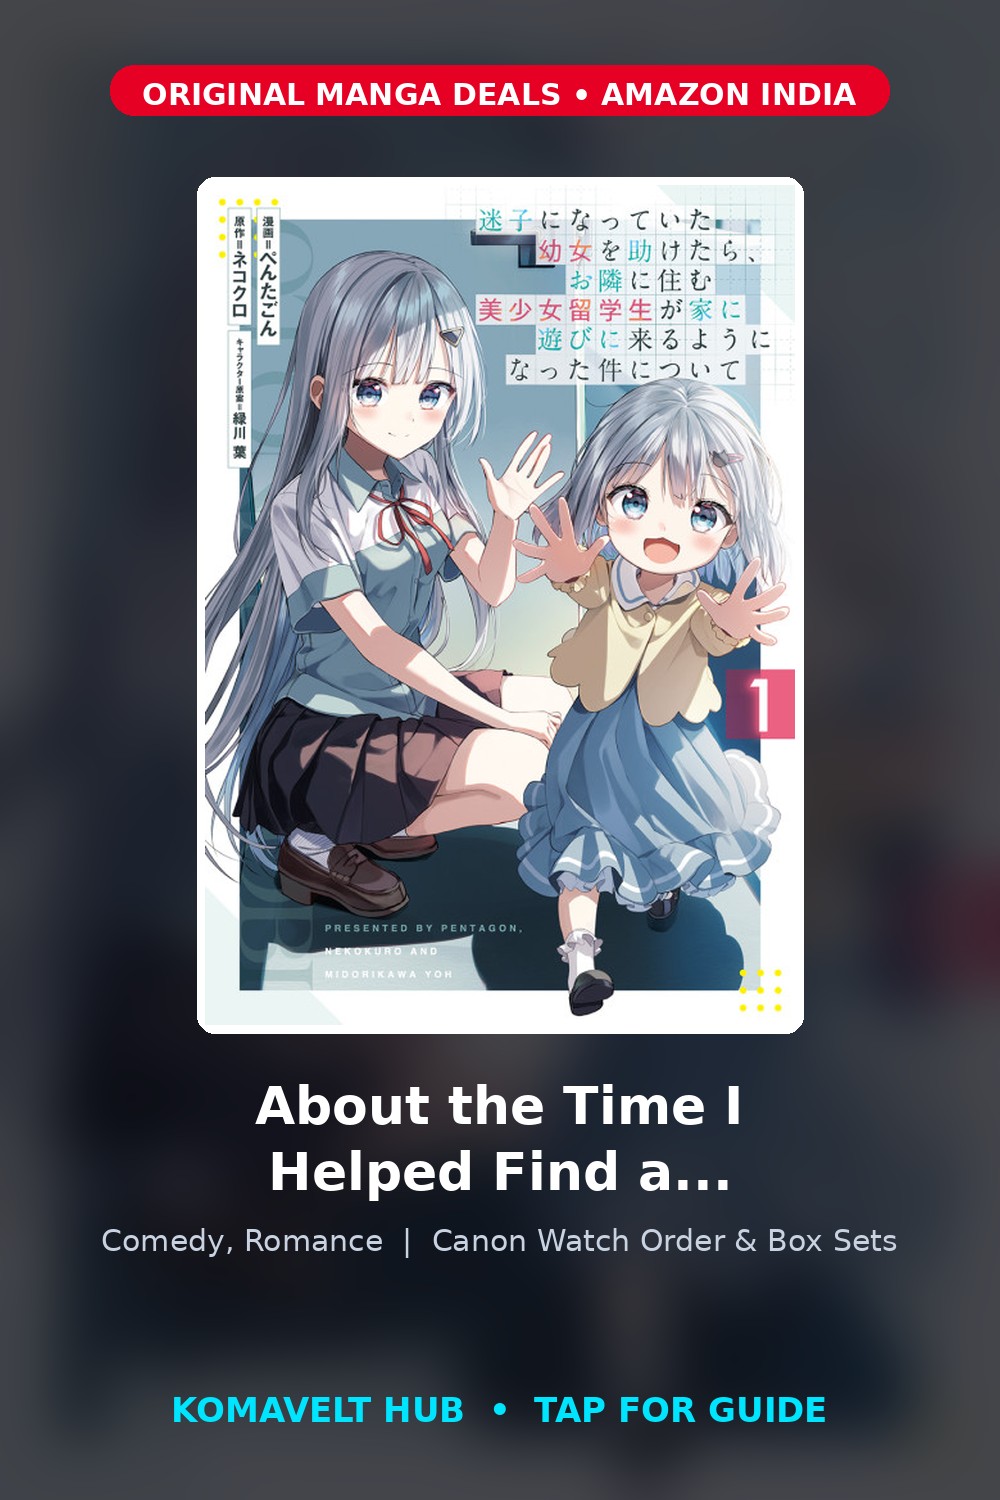 ORIGINAL MANGA DEALS • AMAZON INDIA
迷子になっていた
幼女を助けたら、
お隣に住む
美少女留学生が家に
遊びに来るように
なった件について
漫画=ぺんたごん
原作=ネコクロ
キャラクター原案=緑川 葉
1
PRESENTED BY PENTAGON,
NEKOKURO AND
MIDORIKAWA YOH
About the Time I
Helped Find a...
Comedy, Romance | Canon Watch Order & Box Sets
KOMAVELT HUB • TAP FOR GUIDE